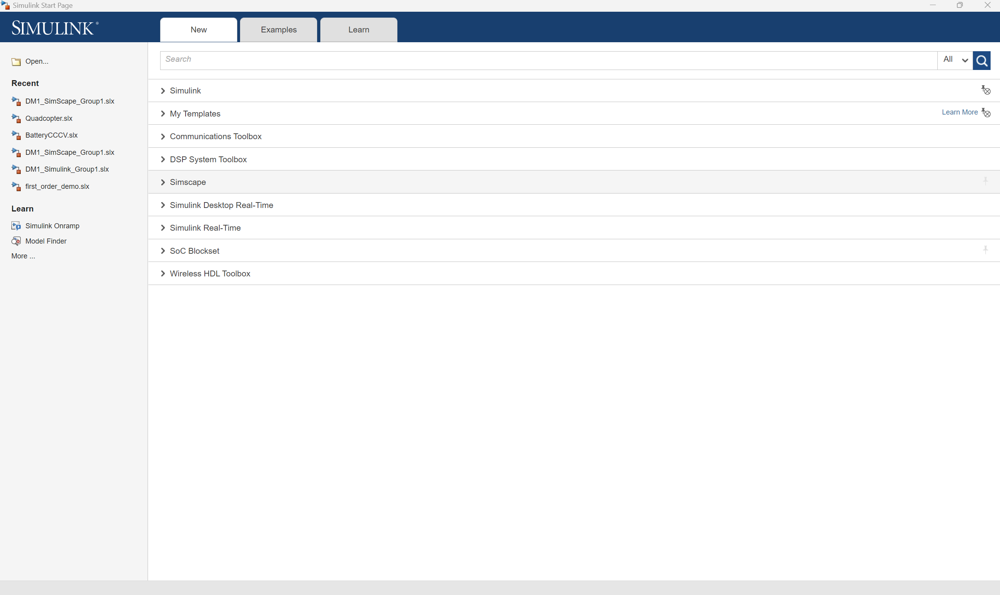 Simulink Start Page
SIMULINK®
New
Examples
Learn
Open...
Search
All
Recent
DM1_SimScape_Group1.slx
Quadcopter.slx
BatteryCCCV.slx
DM1_SimScape_Group1.slx
DM1_Simulink_Group1.slx
first_order_demo.slx
Learn
Simulink Onramp
Model Finder
More ...
Simulink
My Templates
Learn More
Communications Toolbox
DSP System Toolbox
Simscape
Simulink Desktop Real-Time
Simulink Real-Time
SoC Blockset
Wireless HDL Toolbox